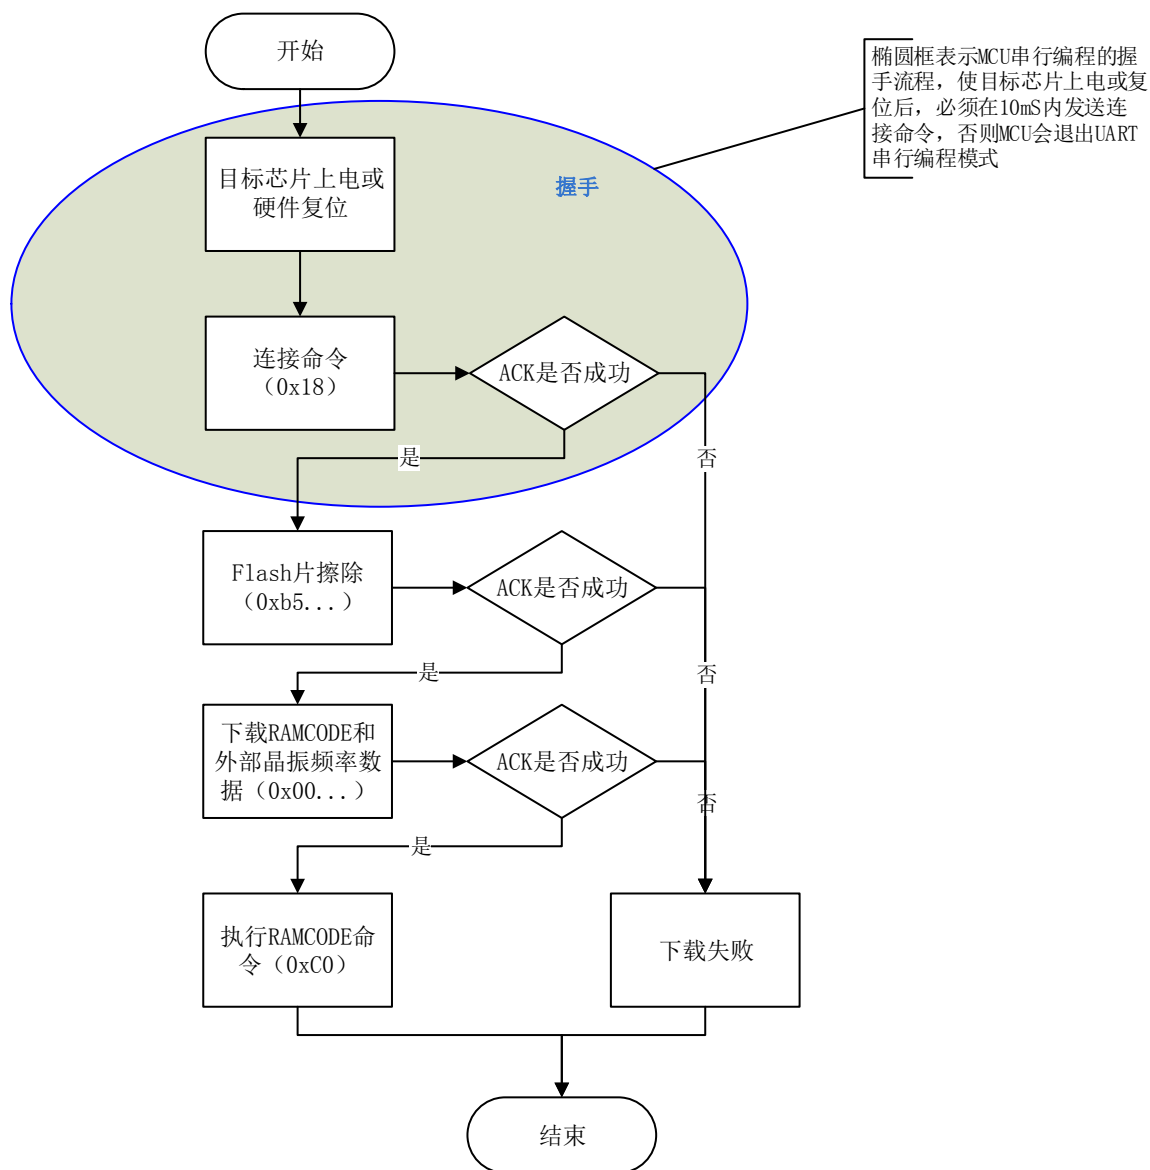 开始
椭圆框表示MCU串行编程的握
手流程，使目标芯片上电或复
位后，必须在10mS内发送连
接命令，否则MCU会退出UART
串行编程模式
目标芯片上电或
硬件复位
握手
连接命令
（0x18）
ACK是否成功
是
否
Flash片擦除
（0xb5...）
ACK是否成功
是
否
下载RAMCODE和
外部晶振频率数
据（0x00...）
ACK是否成功
否
是
执行RAMCODE命
令（0xC0）
下载失败
结束